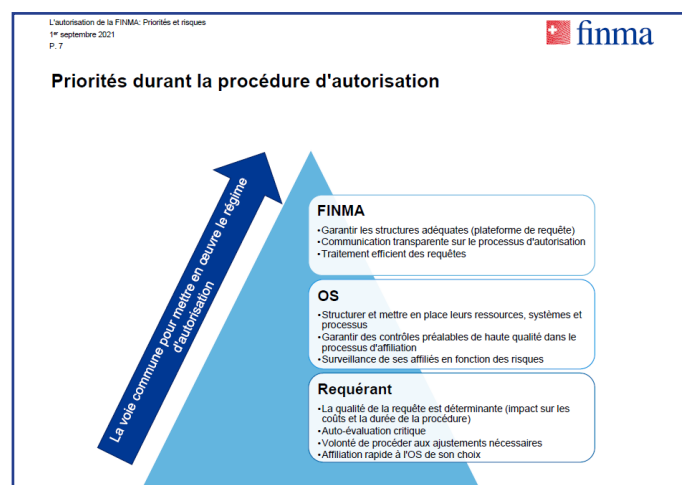 L'autorisation de la FINMA: Priorités et risques
1er septembre 2021
P. 7
finma
Priorités durant la procédure d'autorisation
La voie commune pour mettre en œuvre le régime
d'autorisation
FINMA
•Garantir les structures adéquates (plateforme de requête)
•Communication transparente sur le processus d'autorisation
•Traitement efficient des requêtes
OS
•Structurer et mettre en place leurs ressources, systèmes et
processus
•Garantir des contrôles préalables de haute qualité dans le
processus d'affiliation
•Surveillance de ses affiliés en fonction des risques
Requérant
•La qualité de la requête est déterminante (impact sur les
coûts et la durée de la procédure)
•Auto-évaluation critique
•Volonté de procéder aux ajustements nécessaires
•Affiliation rapide à l'OS de son choix